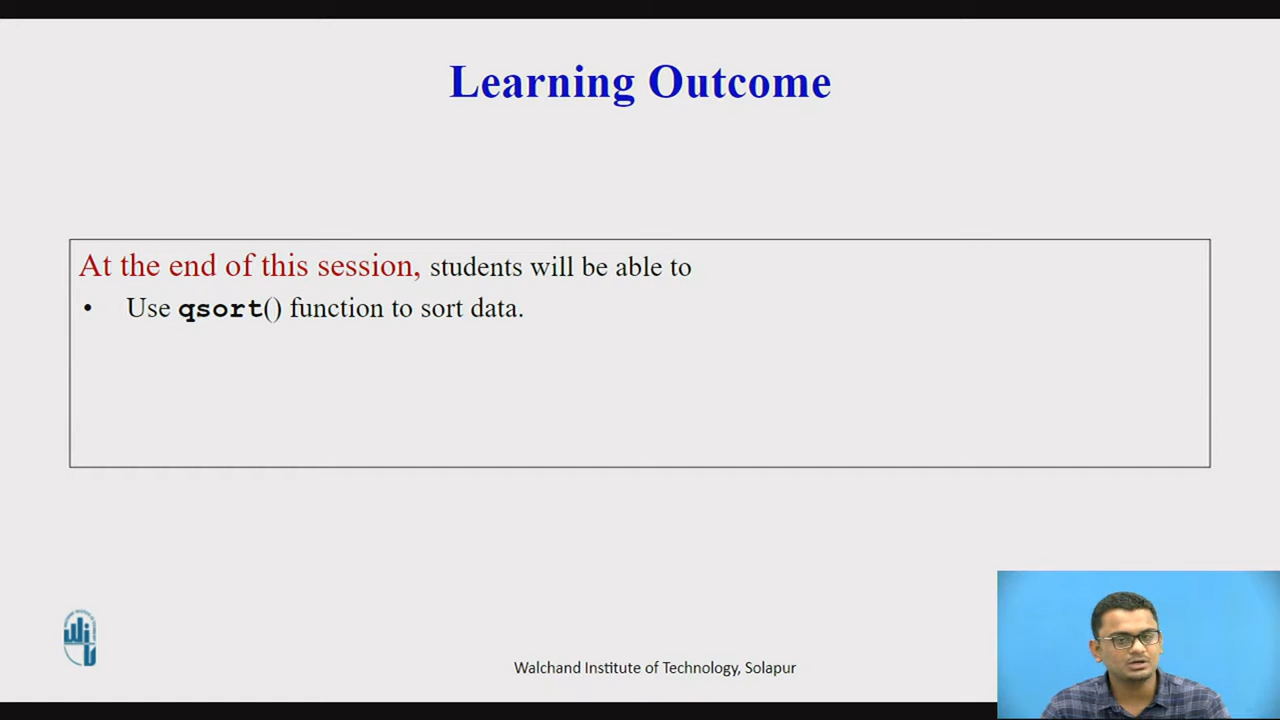 Learning Outcome
At the end of this session, students will be able to
• Use qsort() function to sort data.
Walchand Institute of Technology, Solapur